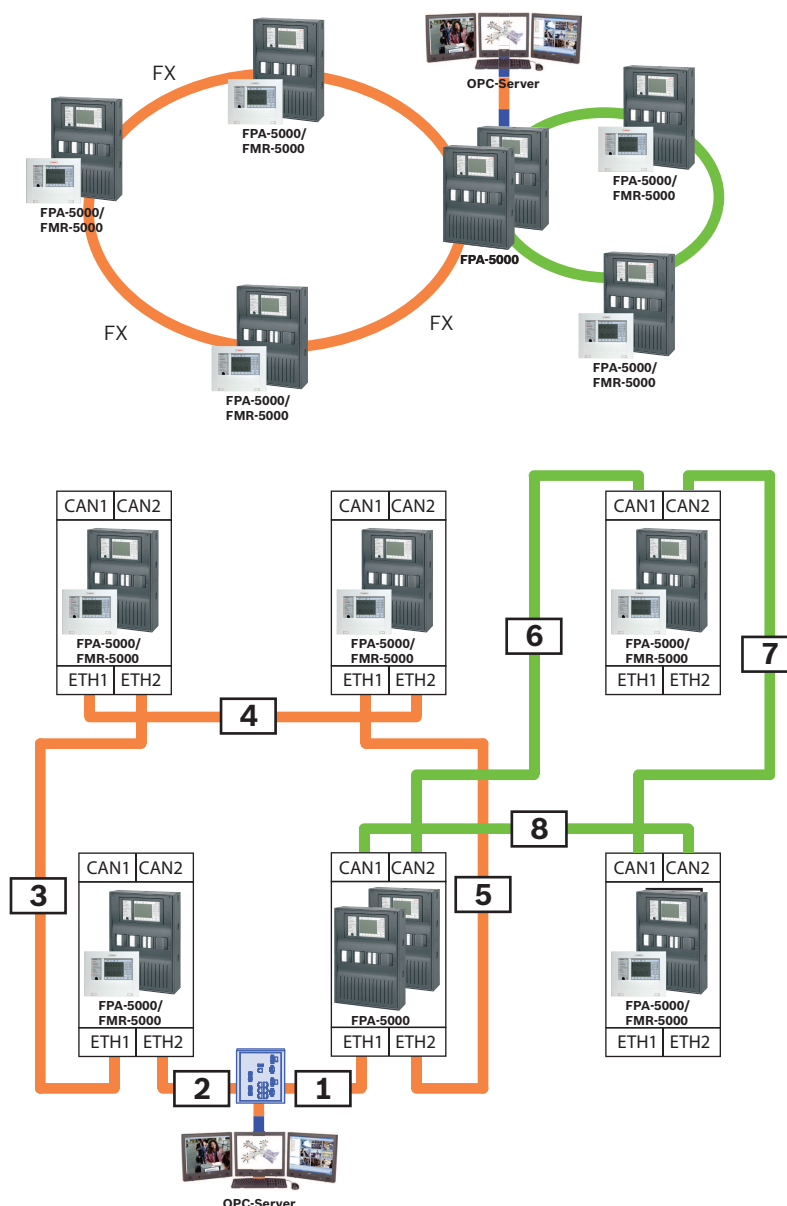 FX
FPA-5000/
FMR-5000
OPC-Server
FPA-5000/
FMR-5000
FPA-5000/
FMR-5000
FPA-5000
FPA-5000/
FMR-5000
FX
FX
FPA-5000/
FMR-5000
FPA-5000/
FMR-5000
CAN1 CAN2
FPA-5000/
FMR-5000
ETH1 ETH2
CAN1 CAN2
FPA-5000/
FMR-5000
ETH1 ETH2
CAN1 CAN2
FPA-5000/
FMR-5000
ETH1 ETH2
6
7
4
8
3
5
CAN1 CAN2
FPA-5000/
FMR-5000
ETH1 ETH2
CAN1 CAN2
FPA-5000
ETH1 ETH2
CAN1 CAN2
FPA-5000/
FMR-5000
ETH1 ETH2
2
1
OPC-Server